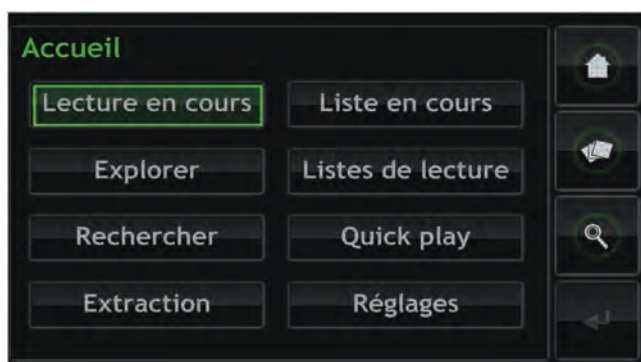 Accueil
Lecture en cours
Liste en cours
Explorer
Listes de lecture
Rechercher
Quick play
Extraction
Réglages